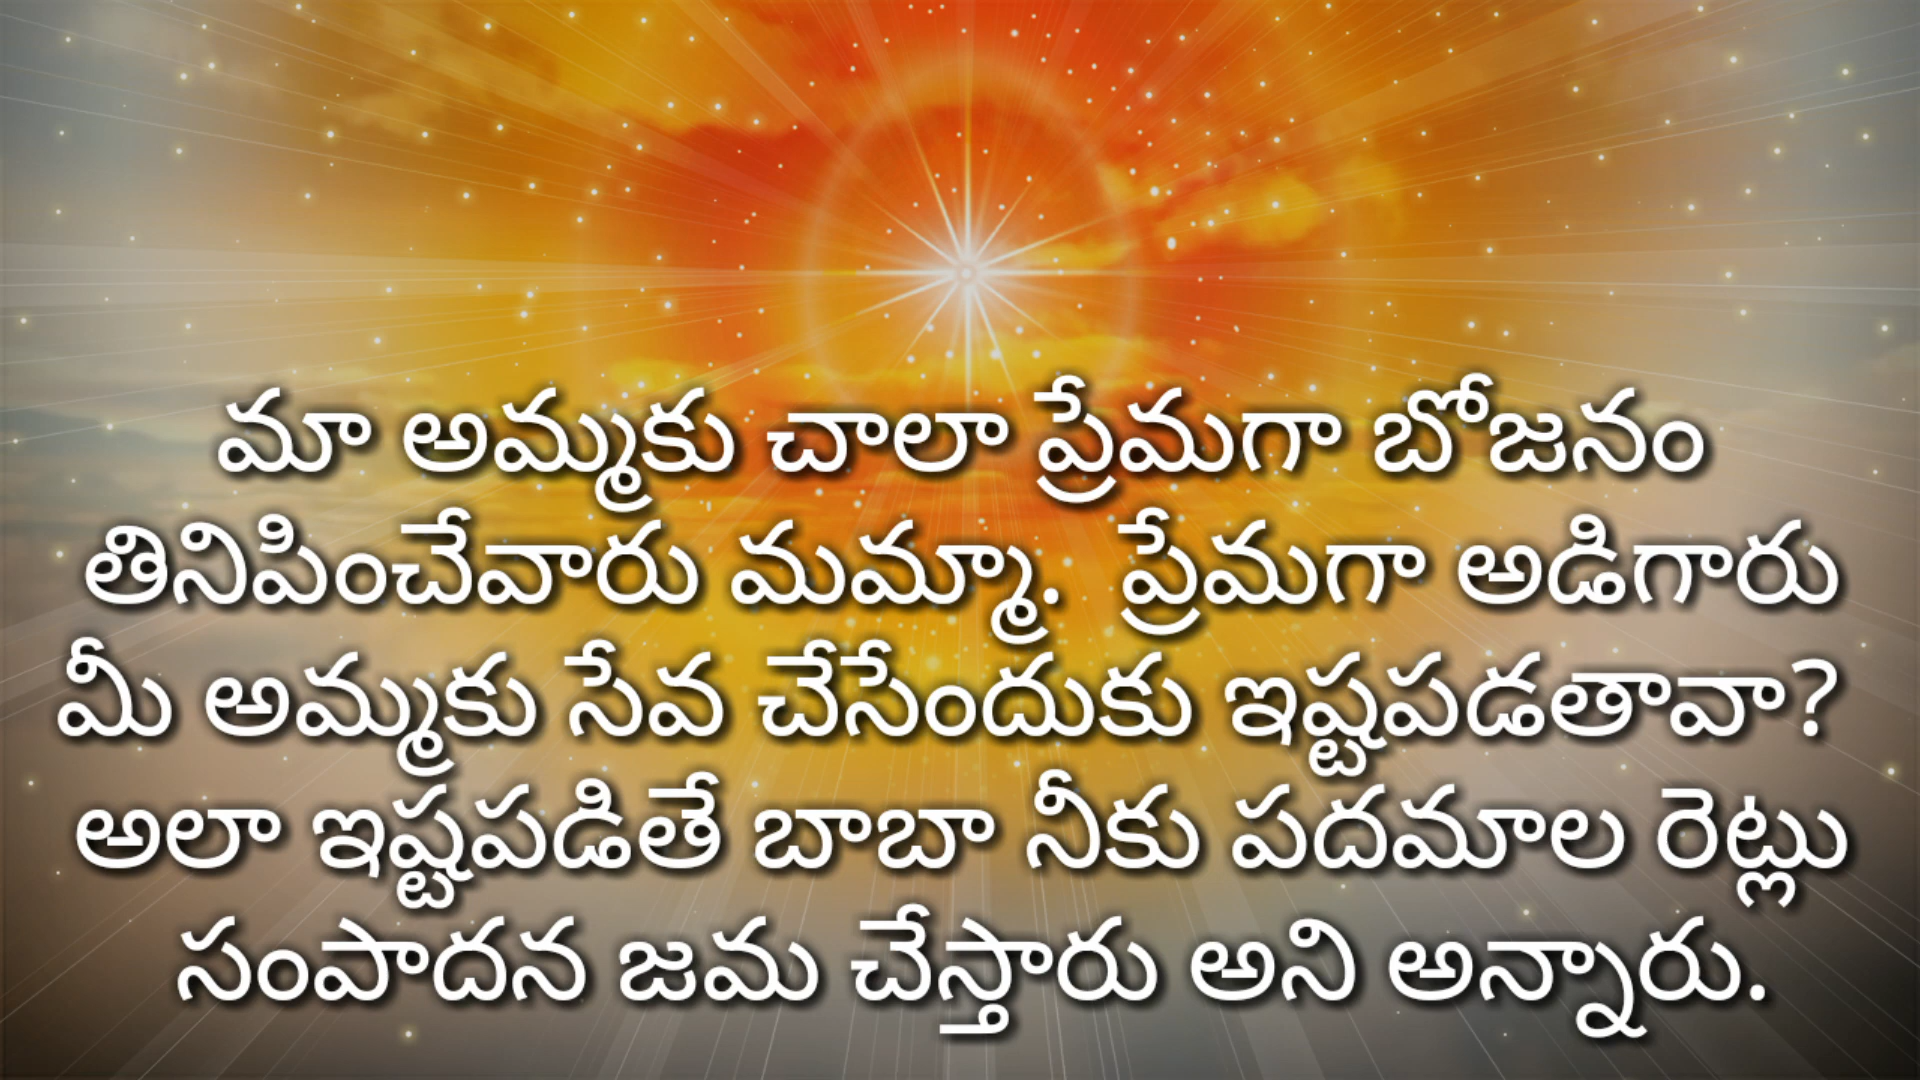 మా అమ్మకు చాలా ప్రేమగా బోజనం
తినిపించేవారు మమ్మా.  ప్రేమగా అడిగారు
మీ అమ్మకు సేవ చేసేందుకు ఇష్టపడతావా?
అలా ఇష్టపడితే బాబా నీకు పదమాల రెట్లు
సంపాదన జమ చేస్తారు అని అన్నారు.